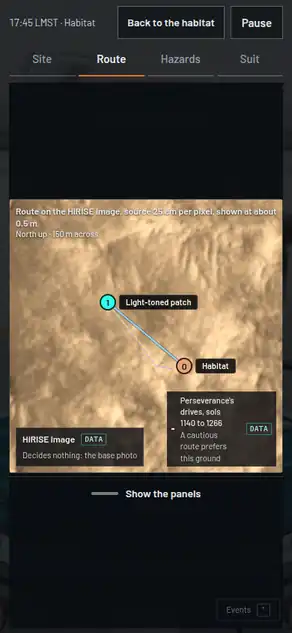 17:45 LMST · Habitat
Back to the habitat
Pause
Site
Route
Hazards
Suit
Route on the HIRISE image, source 25 cm per pixel, shown at about
0.5 m.
North up · 150 m across
1
Light-toned patch
0
Habitat
HIRISE image DATA
Decides nothing: the base photo
Perseverance's
drives, sols
1140 to 1266
A cautious
route prefers
this ground
DATA
Show the panels
Events